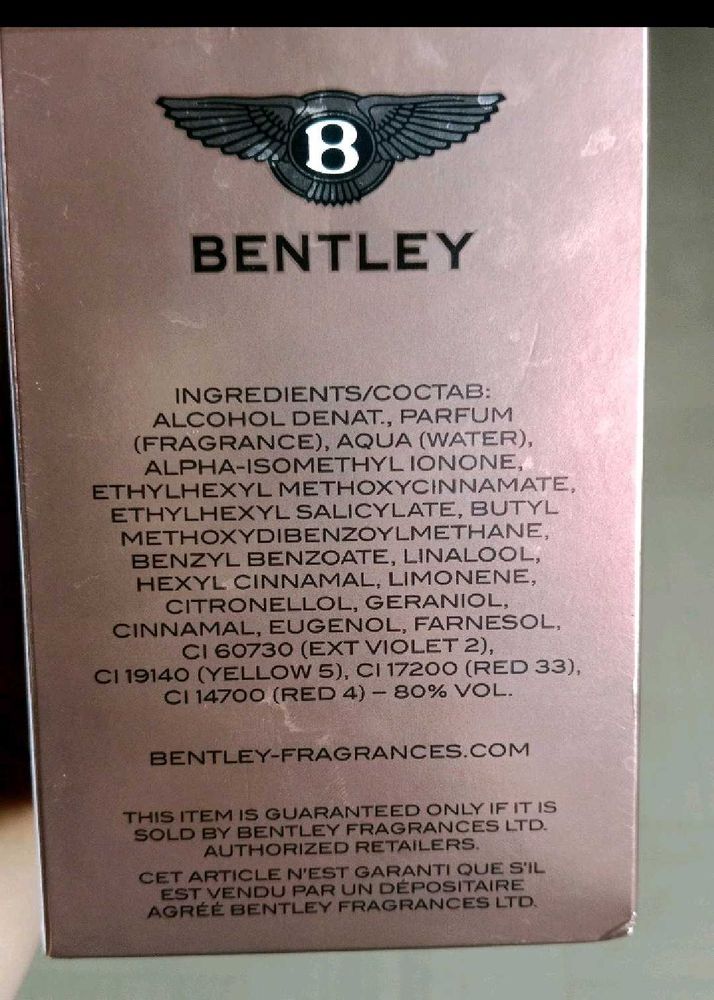 B
BENTLEY
INGREDIENTS/COCTAB:
ALCOHOL DENAT., PARFUM
(FRAGRANCE), AQUA (WATER),
ALPHA-ISOMETHYL IONONE,
ETHYLHEXYL METHOXYCINNAMATE,
ETHYLHEXYL SALICYLATE, BUTYL
METHOXYDIBENZOYLMETHANE,
BENZYL BENZOATE, LINALOOL,
HEXYL CINNAMAL, LIMONENE,
CITRONELLOL, GERANIOL,
CINNAMAL, EUGENOL, FARNESOL,
CI 60730 (EXT VIOLET 2),
CI 19140 (YELLOW 5), CI 17200 (RED 33),
CI 14700 (RED 4) – 80% VOL.
BENTLEY-FRAGRANCES.COM
THIS ITEM IS GUARANTEED ONLY IF IT IS
SOLD BY BENTLEY FRAGRANCES LTD.
AUTHORIZED RETAILERS.
CET ARTICLE N'EST GARANTI QUE S'IL
EST VENDU PAR UN DÉPOSITAIRE
AGRÉÉ BENTLEY FRAGRANCES LTD.